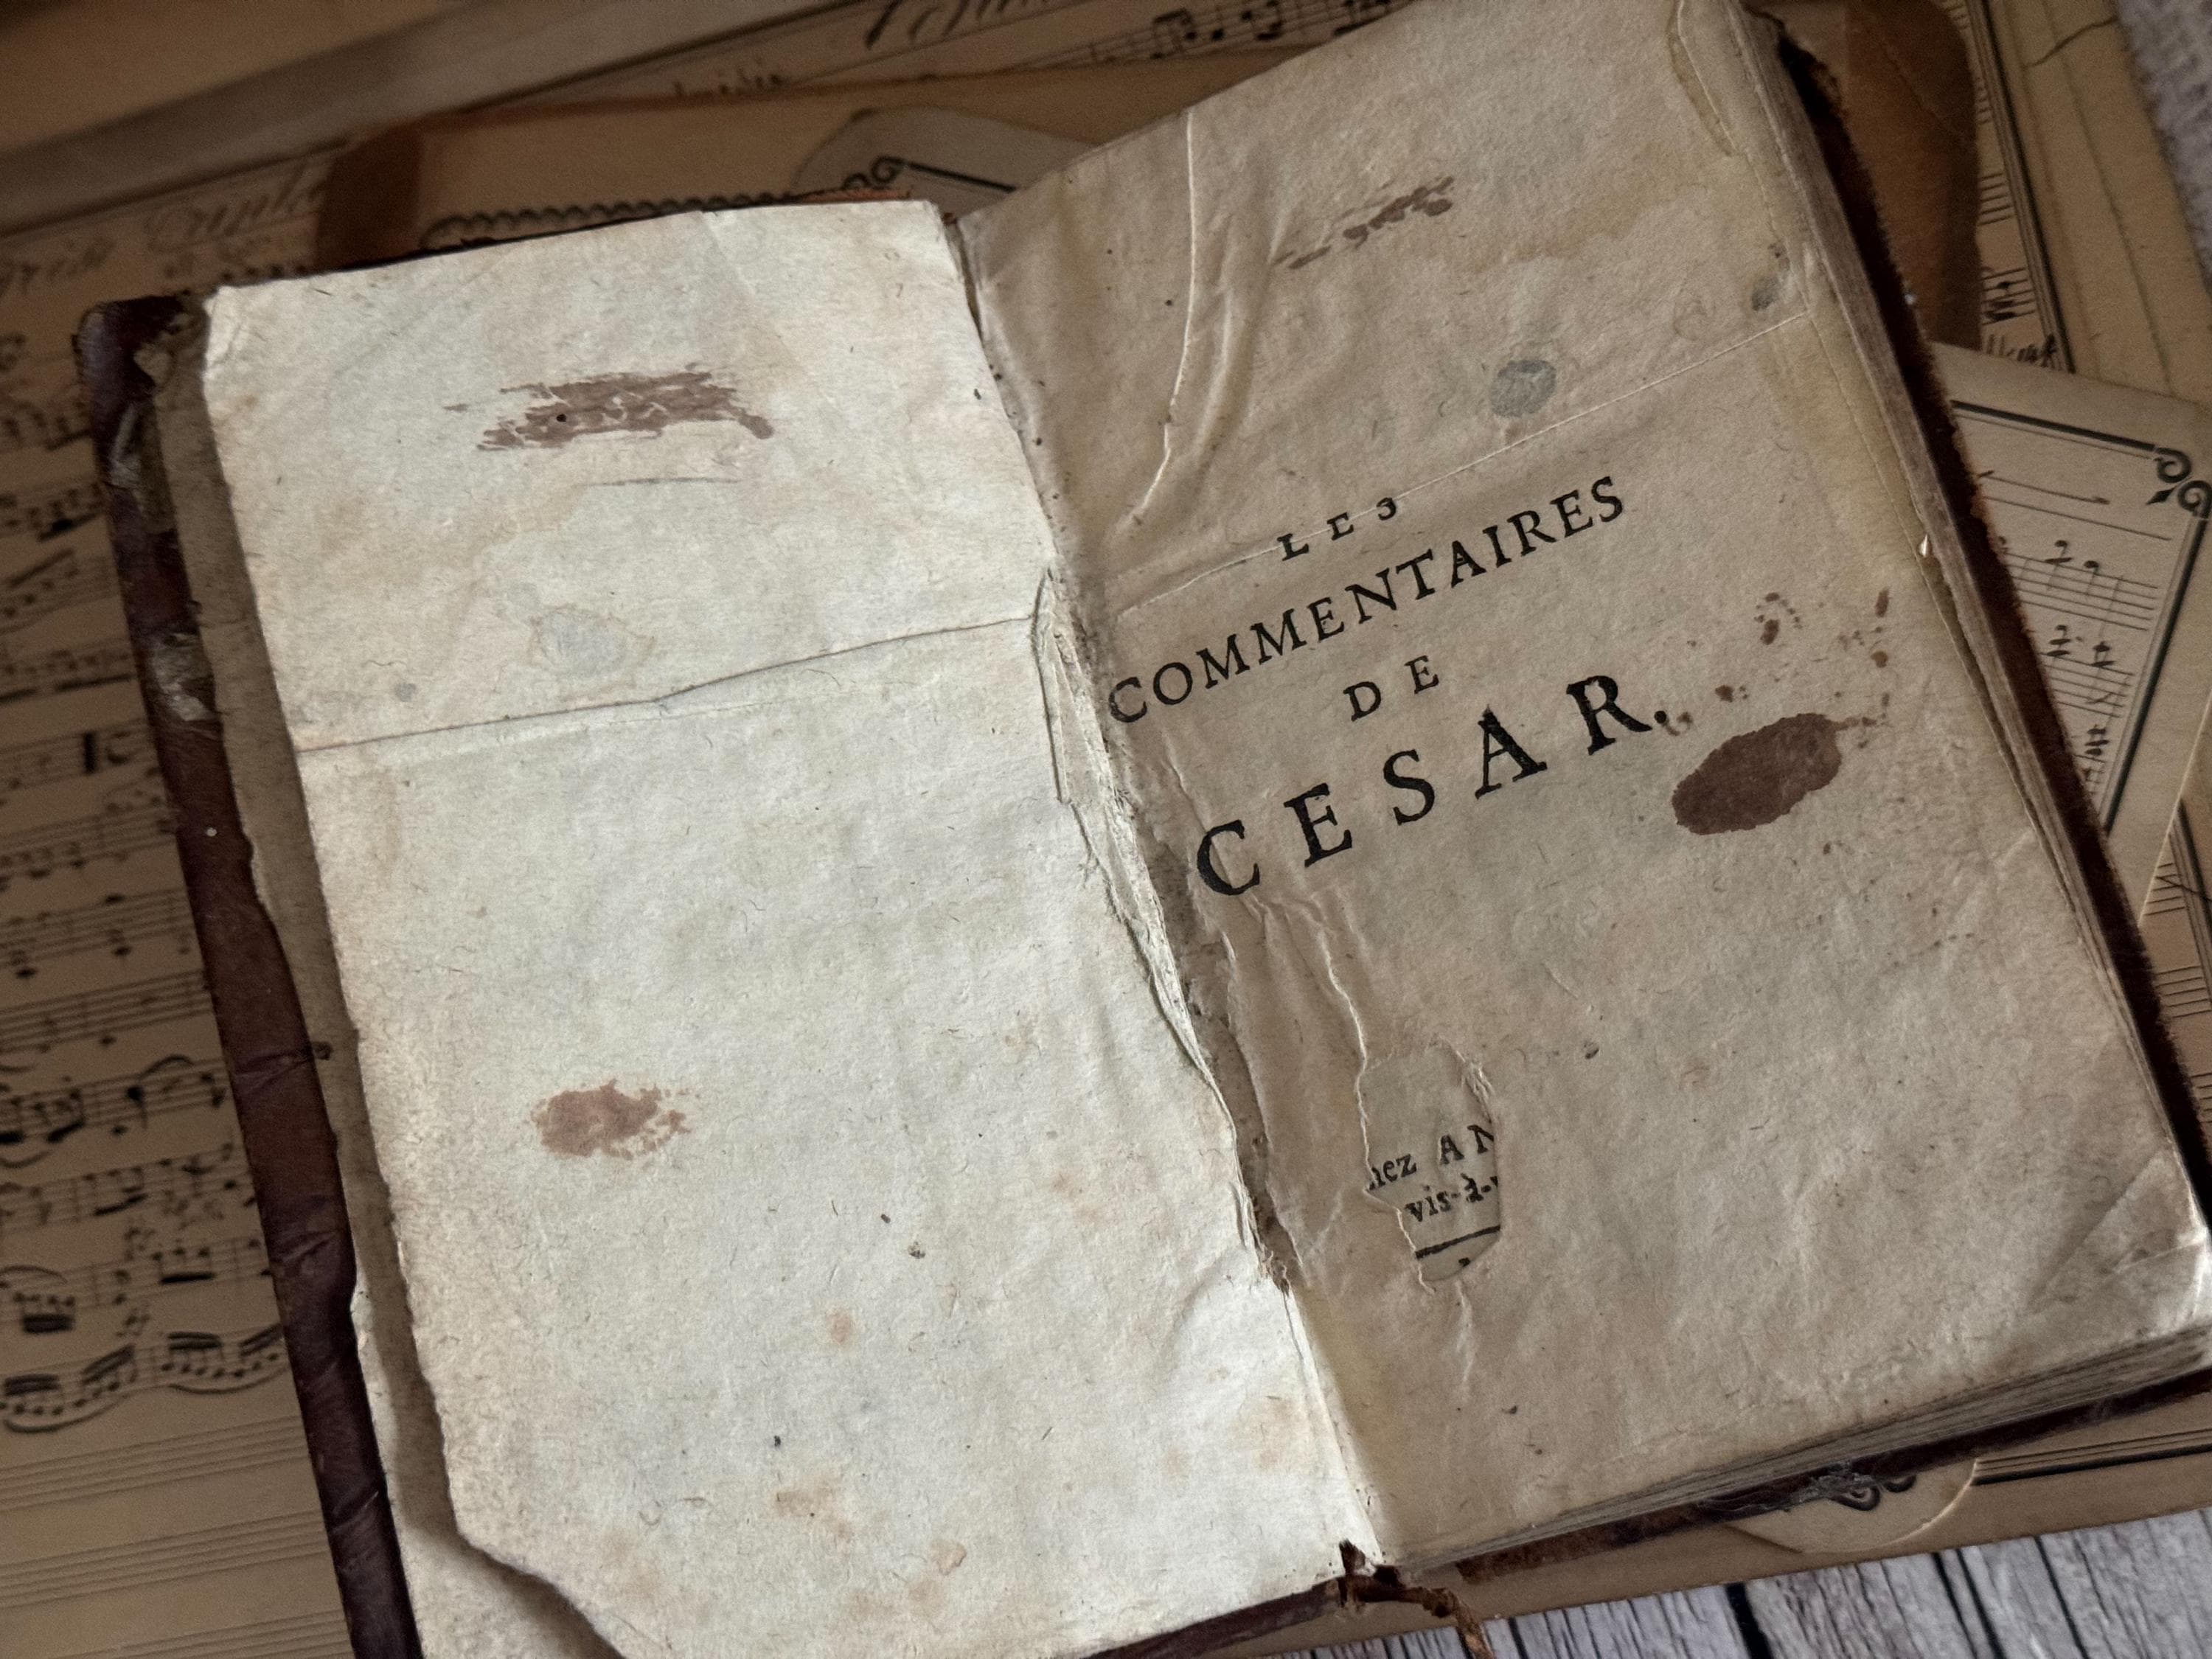 LES
COMMENTAIRES
DE
CESAR.
hez AN
vis-à-v